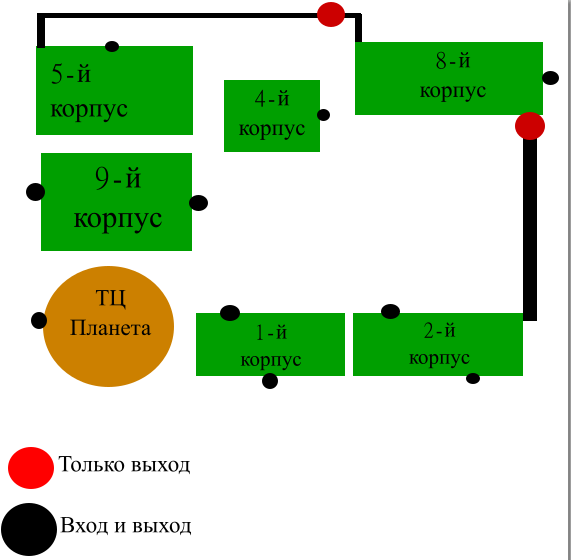 5-й
корпус
4-й
корпус
8-й
корпус
9-й
корпус
ТЦ
Планета
1-й
корпус
2-й
корпус
Только выход
Вход и выход